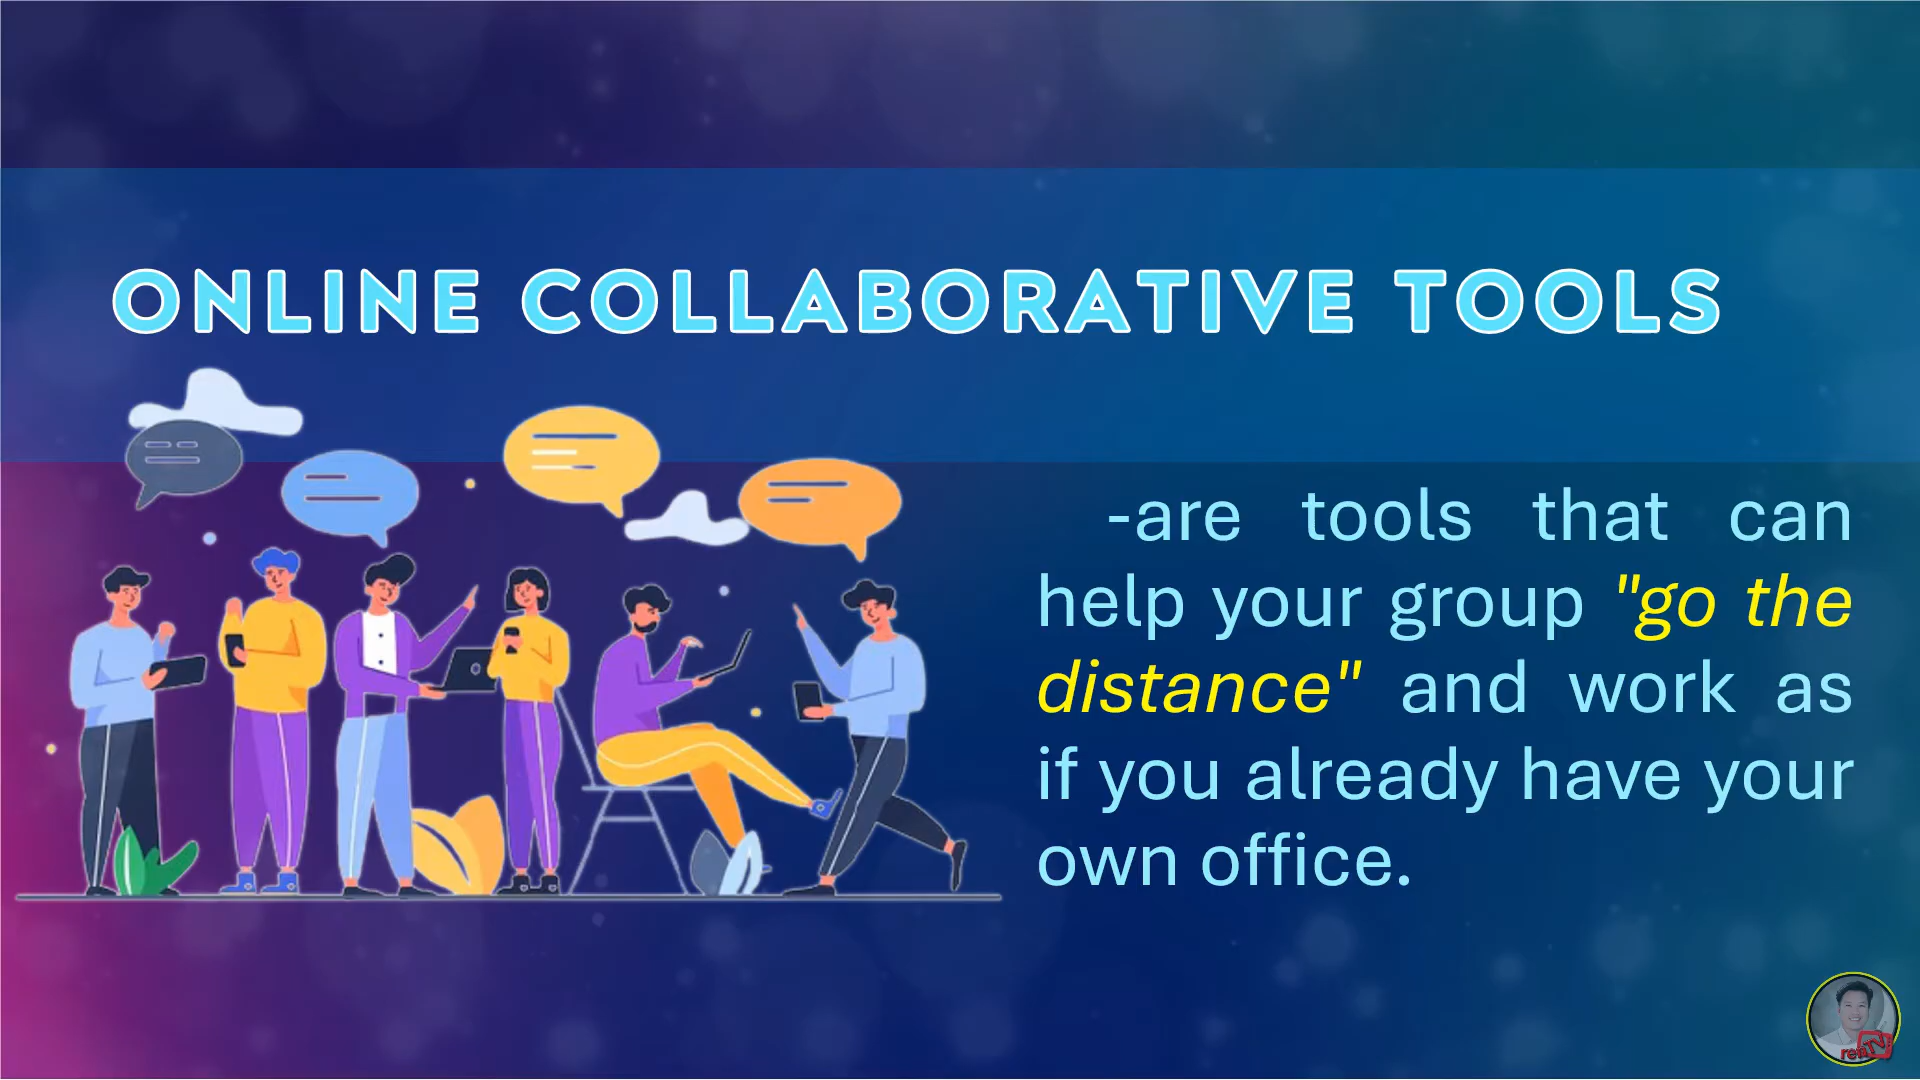 ONLINE COLLABORATIVE TOOLS
-are tools that can
help your group "go the
distance" and work as
if you already have your
own office.
renTV